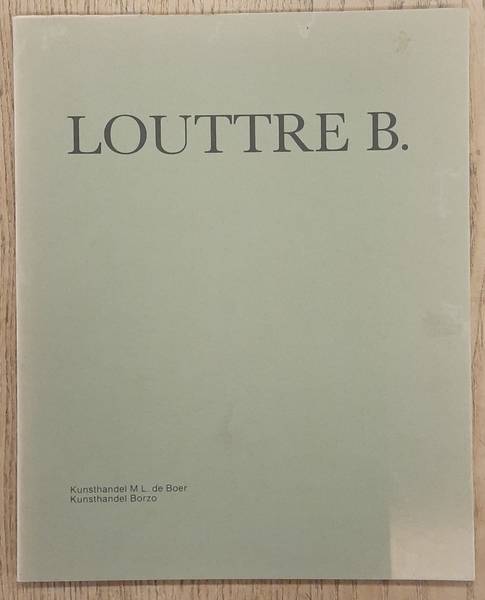 LOUTTRE B.
Kunsthandel M L. de Boer
Kunsthandel Borzo